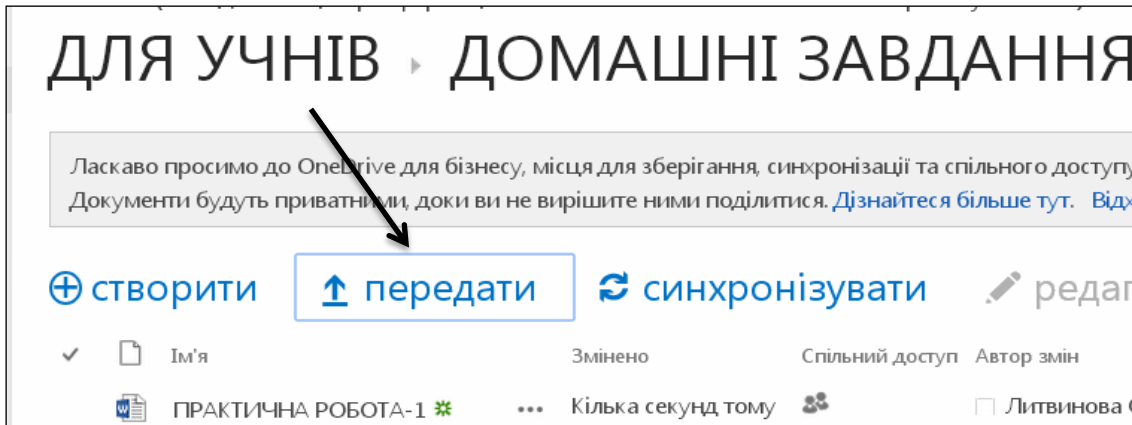 ДЛЯ УЧНІВ ▸ ДОМАШНІ ЗАВДАННЯ
Ласкаво просимо до OneDrive для бізнесу, місця для зберігання, синхронізації та спільного доступу
Документи будуть приватними, доки ви не вирішите ними поділитися. Дізнайтеся більше тут.
створити передати синхронізувати
Ім'я Змінено Спільний доступ Автор змін
ПРАКТИЧНА РОБОТА-1 ... Кілька секунд тому Литвинова